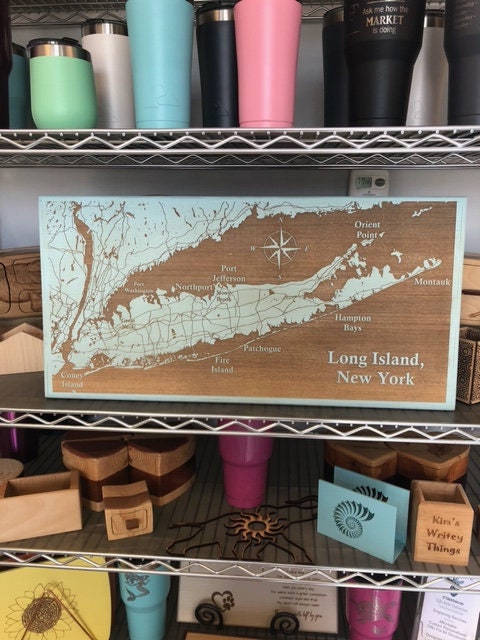 Ask me how the
MARKET
is doing
Orient
Point
W
E
S
Port
Jefferson
Port
Washington
Northport
Montauk
Hampton
Bays
Patchogue
Fire
Island
Coney
Island
Long Island,
New York
Kira's
Writey
Things